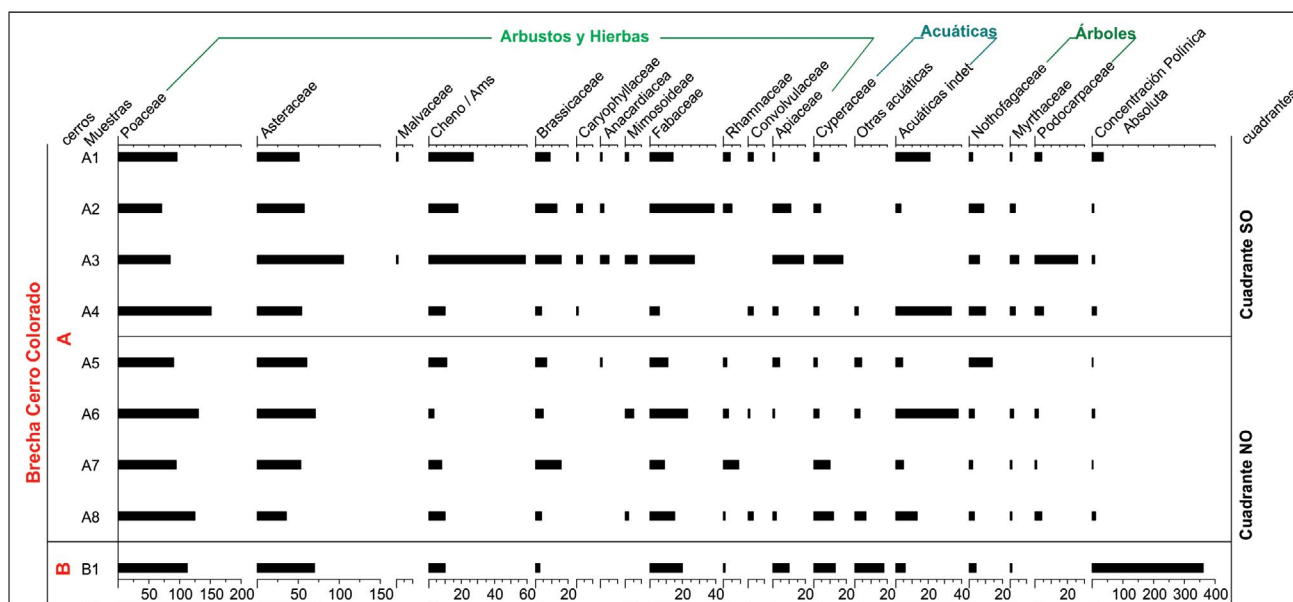 Arbustos y Hierbas
Acuáticas
Árboles
cerros
Muestras
Poaceae
Asteraceae
Malvaceae
Cheno / Ams
Brassicaceae
Caryophyllaceae
Anacardiacea
Mimosoideae
Fabaceae
Rhamnaceae
Convolvulaceae
Apiaceae
Cyperaceae
Otras acuáticas
Acuáticas indet
Nothofagaceae
Myrthaceae
Podocarpaceae
Concentración Polínica
Absoluta
cuadrantes
Brecha Cerro Colorado
A
A1
A2
A3
A4
Cuadrante SO
A5
A6
A7
A8
Cuadrante NO
B
B1
50 100 150 200 50 100 150 20 40 60 20 20 40 20 20 20 20 40 20 20 100 200 300 400